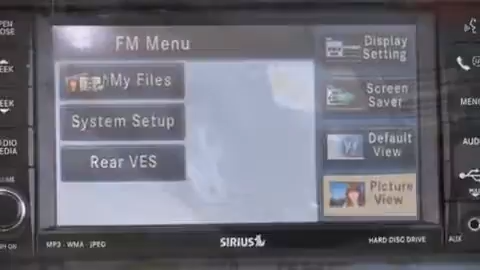 FM Menu
My Files
System Setup
Rear VES
Display
Setting
Screen
Saver
Default
View
Picture
View
MP3 · WMA · JPEG
SIRIUS
HARD DISC DRIVE
SEEK
SEEK
MENU
AUX